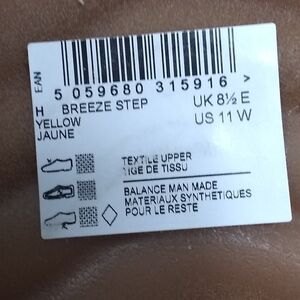 EAN
5 059680 315916 >
H BREEZE STEP UK 8½ E
YELLOW US 11 W
JAUNE
TEXTILE UPPER
TIGE DE TISSU
BALANCE MAN MADE
MATERIAUX SYNTHETIQUES
POUR LE RESTE